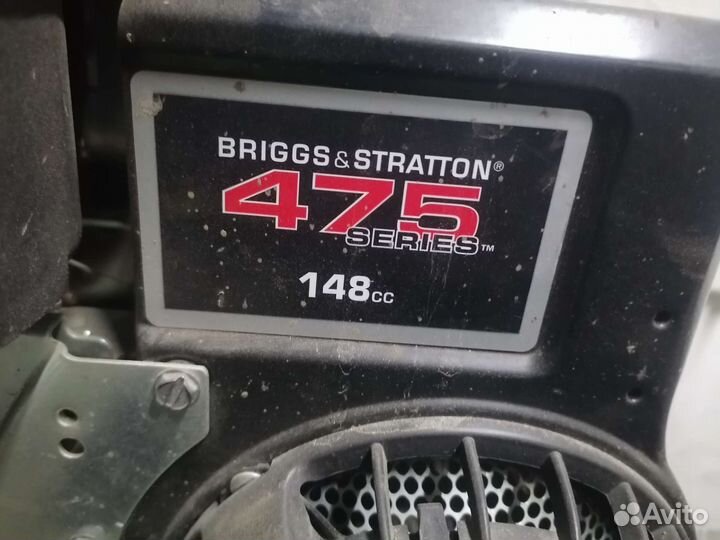 BRIGGS & STRATTON®
475
SERIES™
148cc
Avito